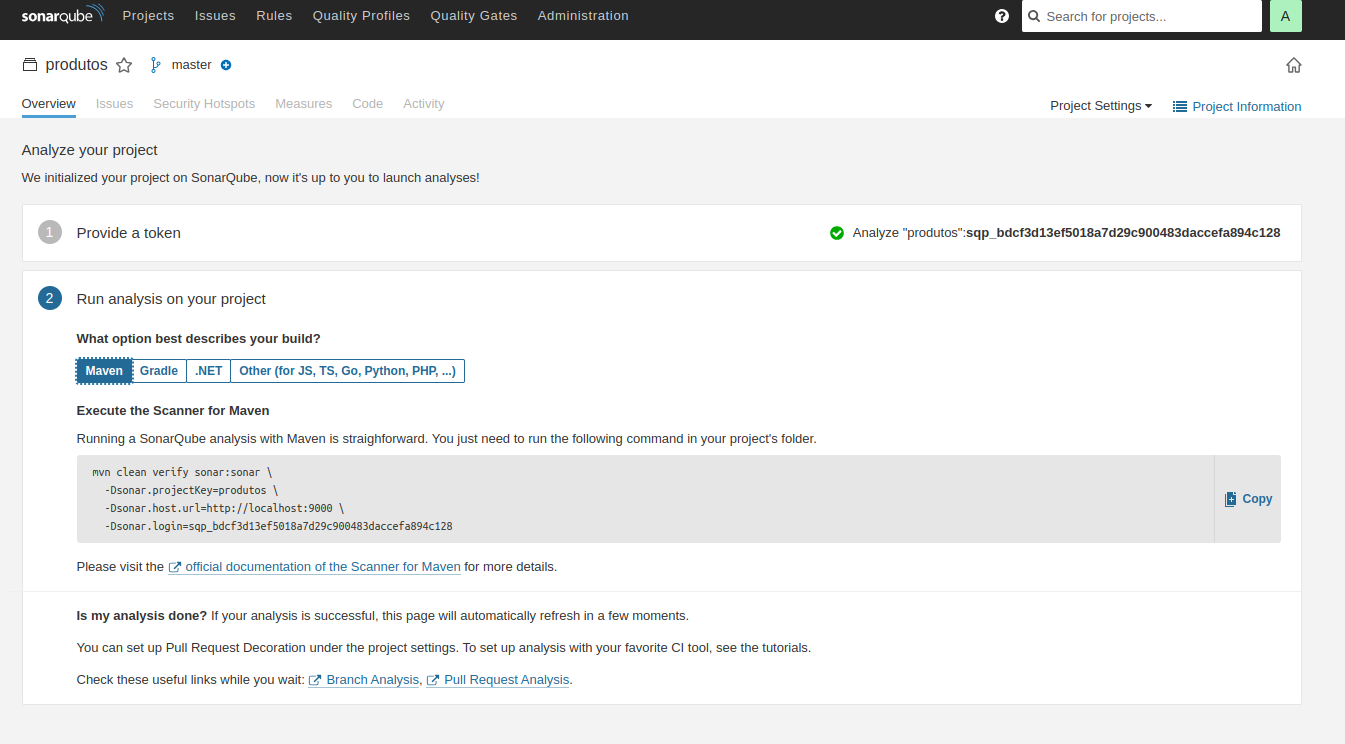 sonarqube Projects Issues Rules Quality Profiles Quality Gates Administration Search for projects... A
produtos master
Overview Issues Security Hotspots Measures Code Activity Project Settings Project Information
Analyze your project
We initialized your project on SonarQube, now it's up to you to launch analyses!
1 Provide a token Analyze "produtos":sqp_bdcf3d13ef5018a7d29c900483daccefa894c128
2 Run analysis on your project
What option best describes your build?
Maven Gradle .NET Other (for JS, TS, Go, Python, PHP, ...)
Execute the Scanner for Maven
Running a SonarQube analysis with Maven is straighforward. You just need to run the following command in your project's folder.
mvn clean verify sonar:sonar \
-Dsonar.projectKey=produtos \
-Dsonar.host.url=http://localhost:9000 \
-Dsonar.login=sqp_bdcf3d13ef5018a7d29c900483daccefa894c128
Copy
Please visit the official documentation of the Scanner for Maven for more details.
Is my analysis done? If your analysis is successful, this page will automatically refresh in a few moments.
You can set up Pull Request Decoration under the project settings. To set up analysis with your favorite CI tool, see the tutorials.
Check these useful links while you wait: Branch Analysis, Pull Request Analysis.